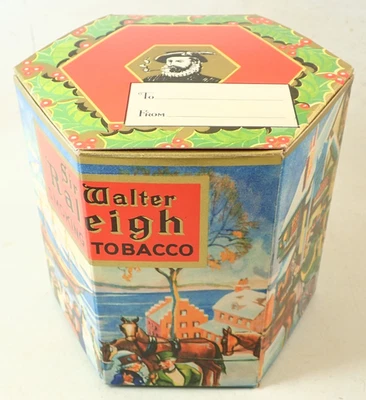 To
From
Walter
eigh
TOBACCO